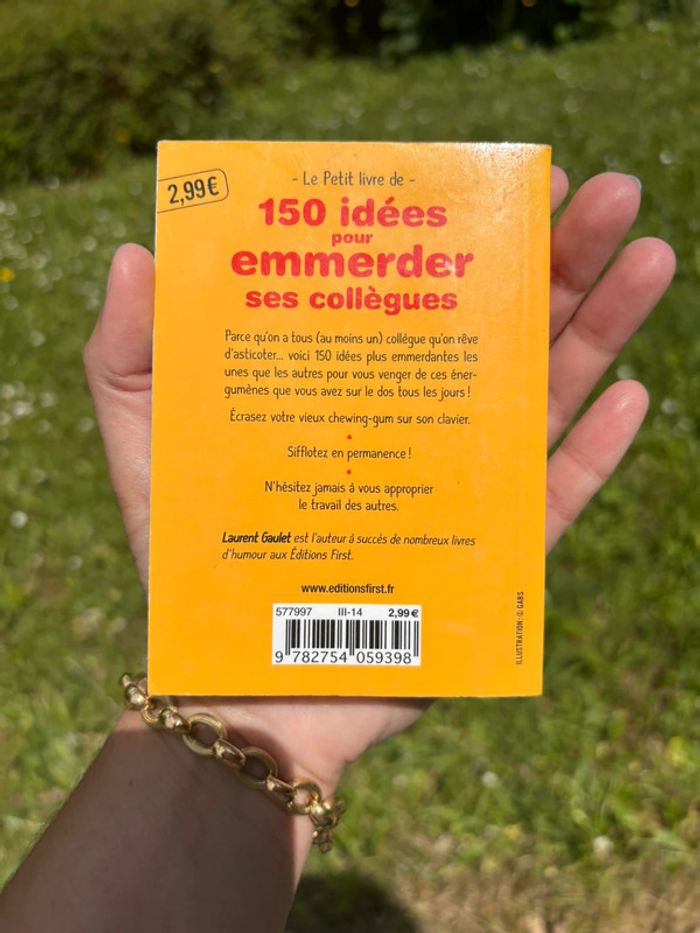 2,99€
- Le Petit livre de -
150 idées
pour
emmerder
ses collègues
Parce qu'on a tous (au moins un) collègue qu'on rêve
d'asticoter... voici 150 idées plus emmerdantes les
unes que les autres pour vous venger de ces éner-
gumènes que vous avez sur le dos tous les jours !
Écrasez votre vieux chewing-gum sur son clavier.
•
Sifflotez en permanence !
•
N'hésitez jamais à vous approprier
le travail des autres.
Laurent Gaulet est l'auteur à succès de nombreux livres
d'humour aux Éditions First.
www.editionsfirst.fr
577997 III-14 2,99€
9 782754 059398
ILLUSTRATION : © GABS